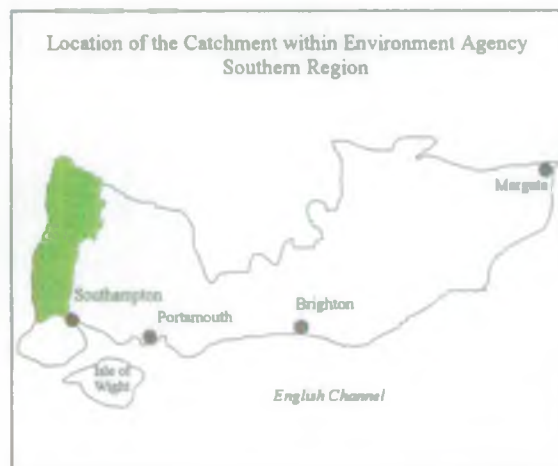 Location of the Catchment within Environment Agency
Southern Region
Margate
Southampton
Portsmouth
Brighton
Isle of
Wight
English Channel